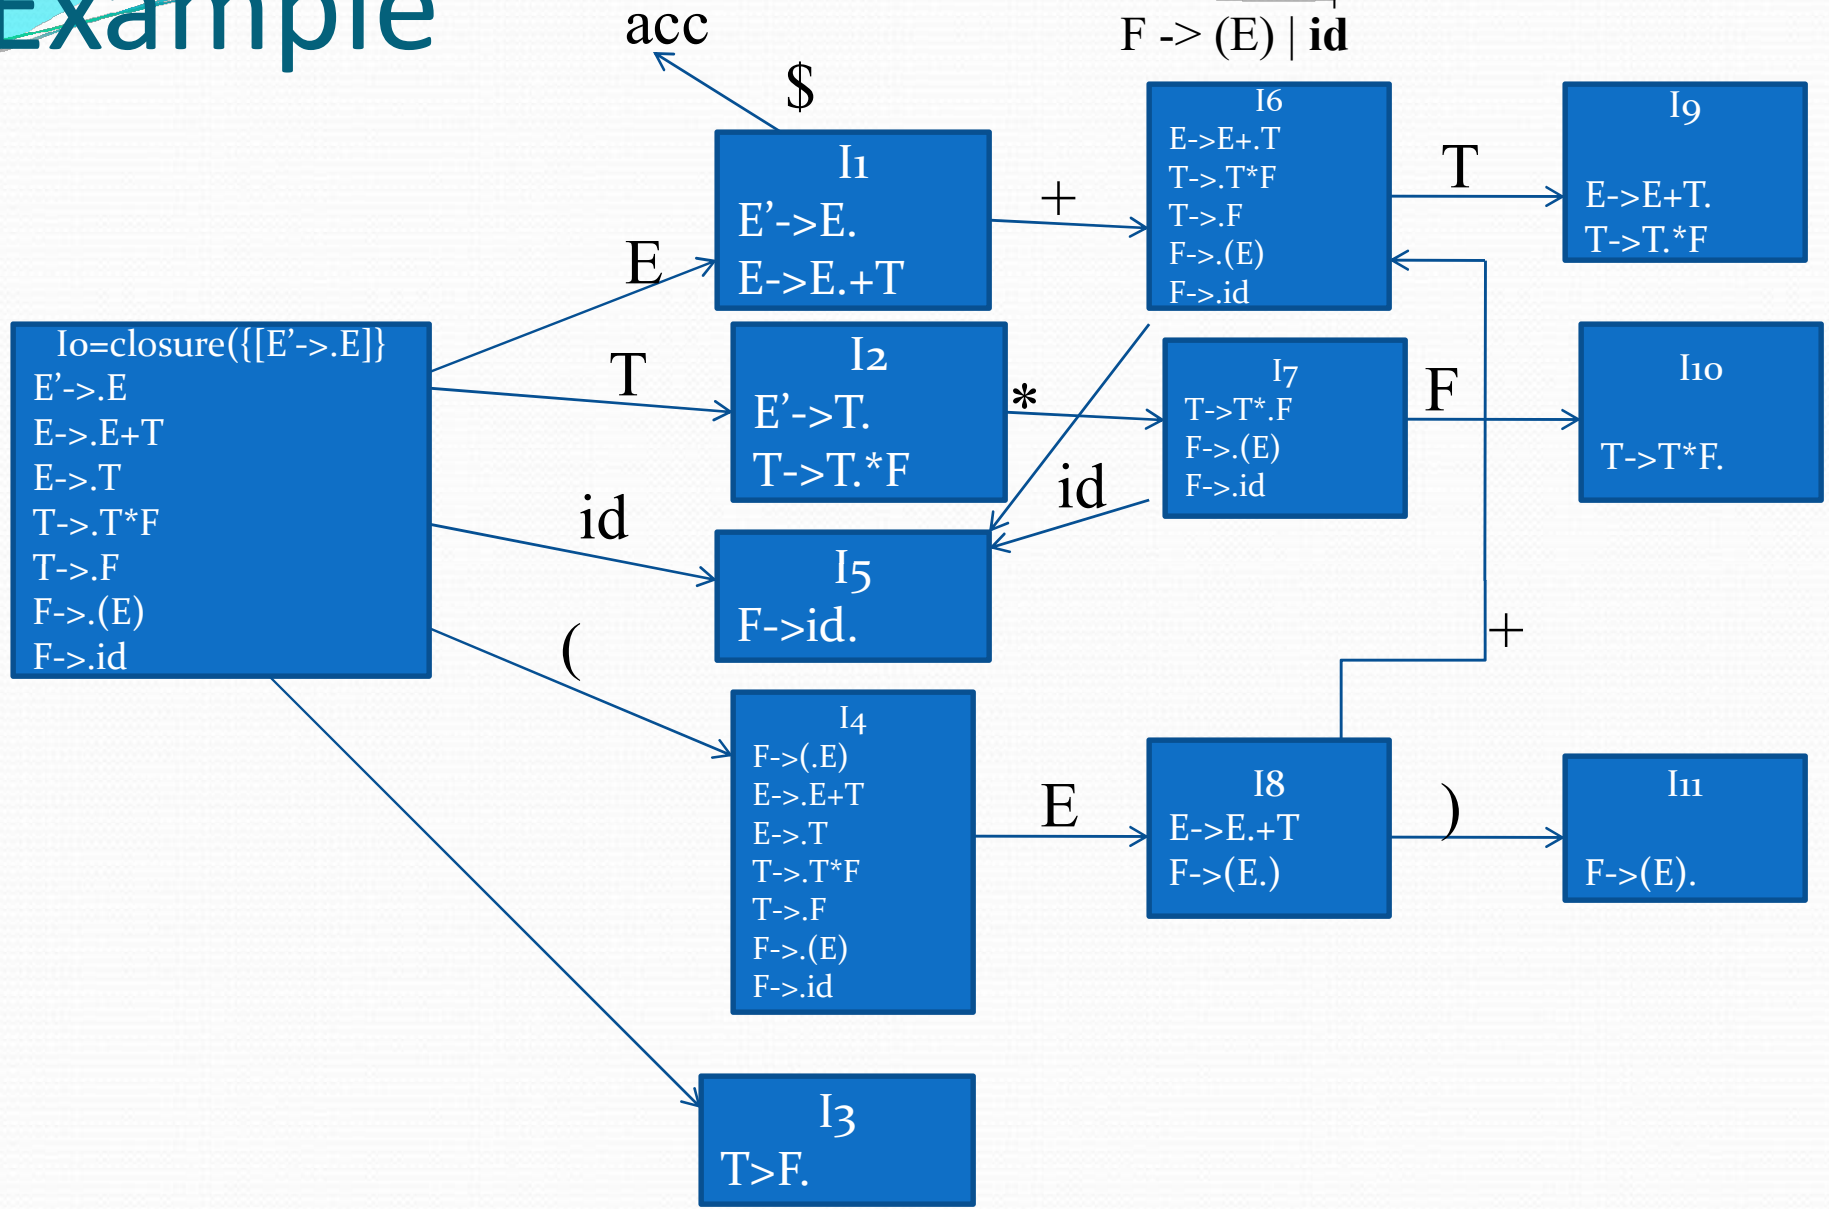 Example
F -> (E) | id
acc
$
I0=closure({[E'->.E]}
E'->.E
E->.E+T
E->.T
T->.T*F
T->.F
F->.(E)
F->.id
E
T
id
(
I1
E'->E.
E->E.+T
I2
E'->T.
T->T.*F
I5
F->id.
I4
F->(.E)
E->.E+T
E->.T
T->.T*F
T->.F
F->.(E)
F->.id
I3
T>F.
+
*
id
E
I6
E->E+.T
T->.T*F
T->.F
F->.(E)
F->.id
I7
T->T*.F
F->.(E)
F->.id
I8
E->E.+T
F->(E.)
T
F
+
)
I9
E->E+T.
T->T.*F
I10
T->T*F.
I11
F->(E).